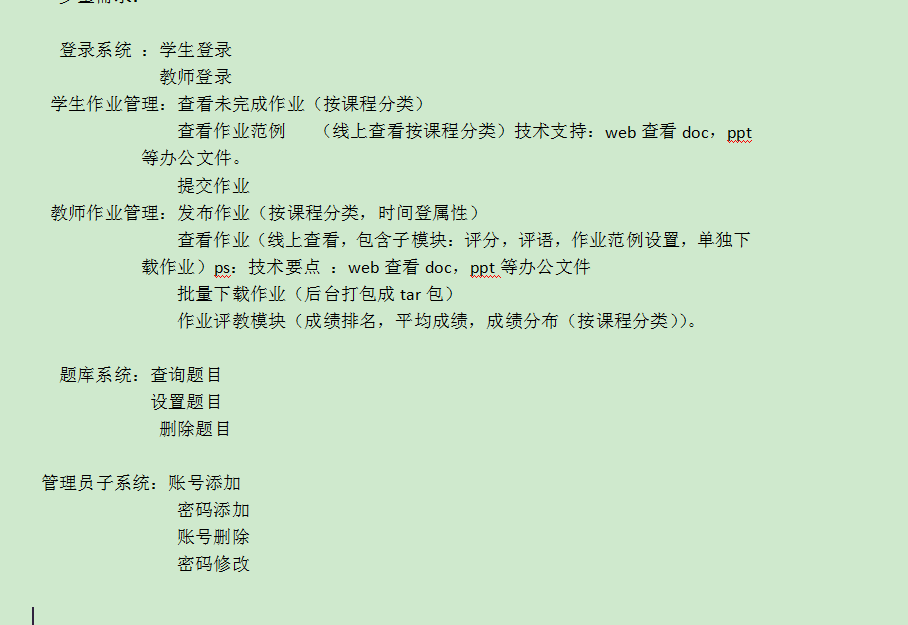 登录系统 ：学生登录
教师登录
学生作业管理：查看未完成作业（按课程分类）
查看作业范例 （线上查看按课程分类）技术支持：web 查看 doc，ppt
等办公文件。
提交作业
教师作业管理：发布作业（按课程分类，时间登属性）
查看作业（线上查看，包含子模块：评分，评语，作业范例设置，单独下
载作业）ps：技术要点 ：web 查看 doc，ppt 等办公文件
批量下载作业（后台打包成 tar 包）
作业评教模块（成绩排名，平均成绩，成绩分布（按课程分类））。
题库系统：查询题目
设置题目
删除题目
管理员子系统：账号添加
密码添加
账号删除
密码修改